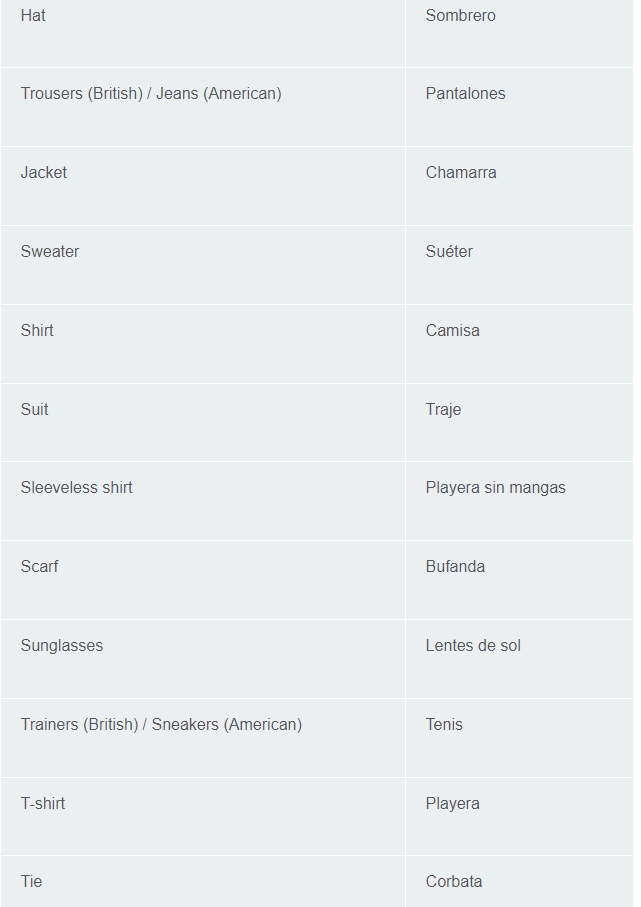 Hat Sombrero
Trousers (British) / Jeans (American) Pantalones
Jacket Chamarra
Sweater Suéter
Shirt Camisa
Suit Traje
Sleeveless shirt Playera sin mangas
Scarf Bufanda
Sunglasses Lentes de sol
Trainers (British) / Sneakers (American) Tenis
T-shirt Playera
Tie Corbata